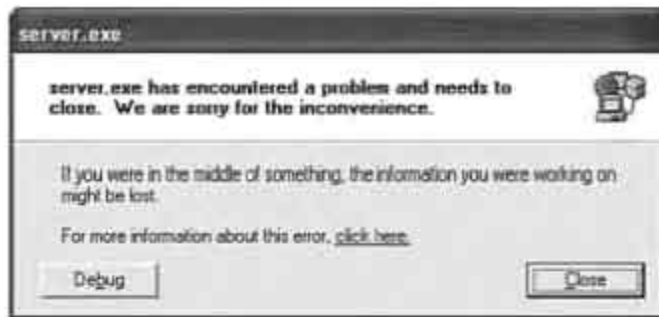 server.exe
server.exe has encountered a problem and needs to
close. We are sorry for the inconvenience.
If you were in the middle of something, the information you were working on
might be lost.
For more information about this error, click here.
Debug
Close